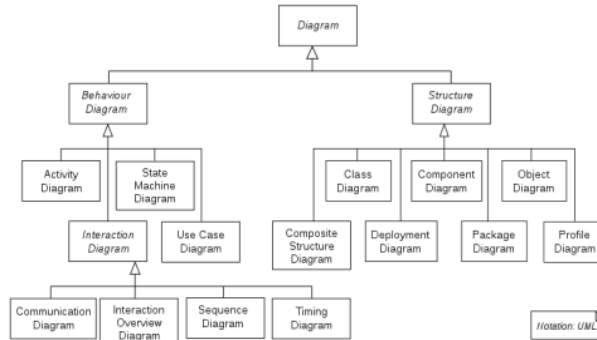 Diagram
Behaviour
Diagram
Structure
Diagram
Activity
Diagram
State
Machine
Diagram
Class
Diagram
Component
Diagram
Object
Diagram
Interaction
Diagram
Use Case
Diagram
Composite
Structure
Diagram
Deployment
Diagram
Package
Diagram
Profile
Diagram
Communication
Diagram
Interaction
Overview
Diagram
Sequence
Diagram
Timing
Diagram
Notation: UML